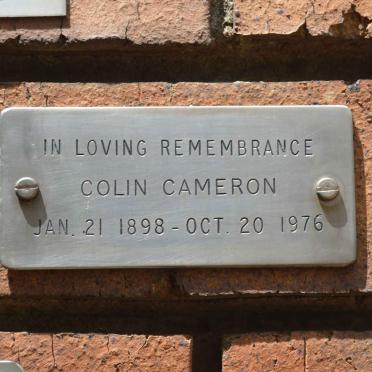 IN LOVING REMEMBRANCE
COLIN CAMERON
JAN. 21 1898 - OCT. 20 1976